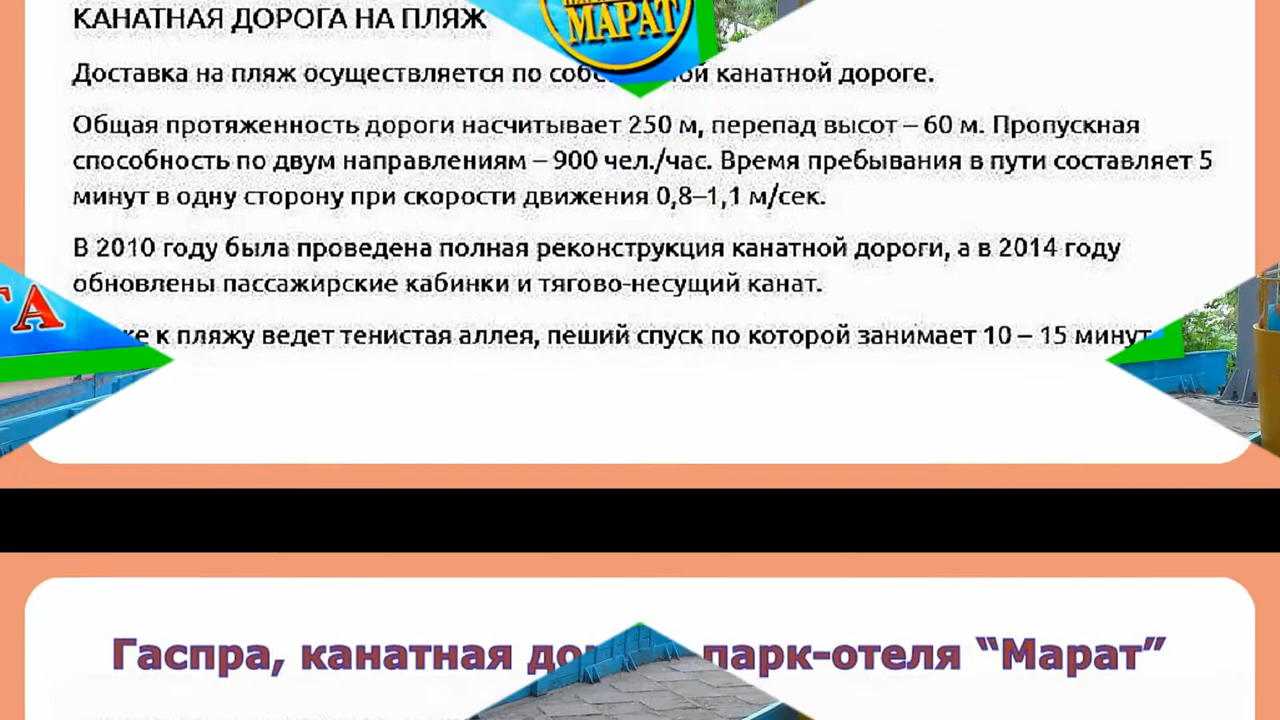 МАРАТ
КАНАТНАЯ ДОРОГА НА ПЛЯЖ
Доставка на пляж осуществляется по канатной дороге.
Общая протяженность дороги насчитывает 250 м, перепад высот – 60 м. Пропускная
способность по двум направлениям – 900 чел./час. Время пребывания в пути составляет 5
минут в одну сторону при скорости движения 0,8–1,1 м/сек.
В 2010 году была проведена полная реконструкция канатной дороги, а в 2014 году
обновлены пассажирские кабинки и тягово-несущий канат.
к пляжу ведет тенистая аллея, пеший спуск по которой занимает 10 – 15 минут
Гаспра, канатная парк-отеля “Марат”